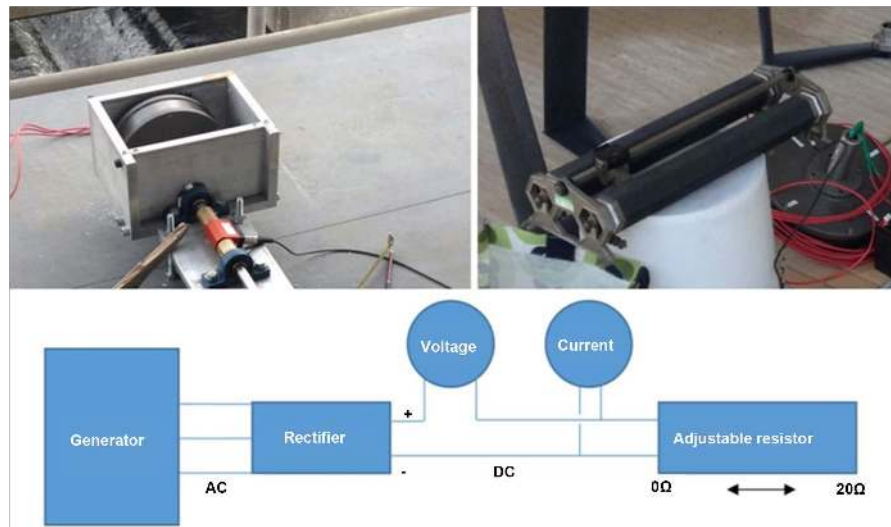 Voltage
Current
Generator
Rectifier
+
-
AC
DC
Adjustable resistor
0Ω
20Ω